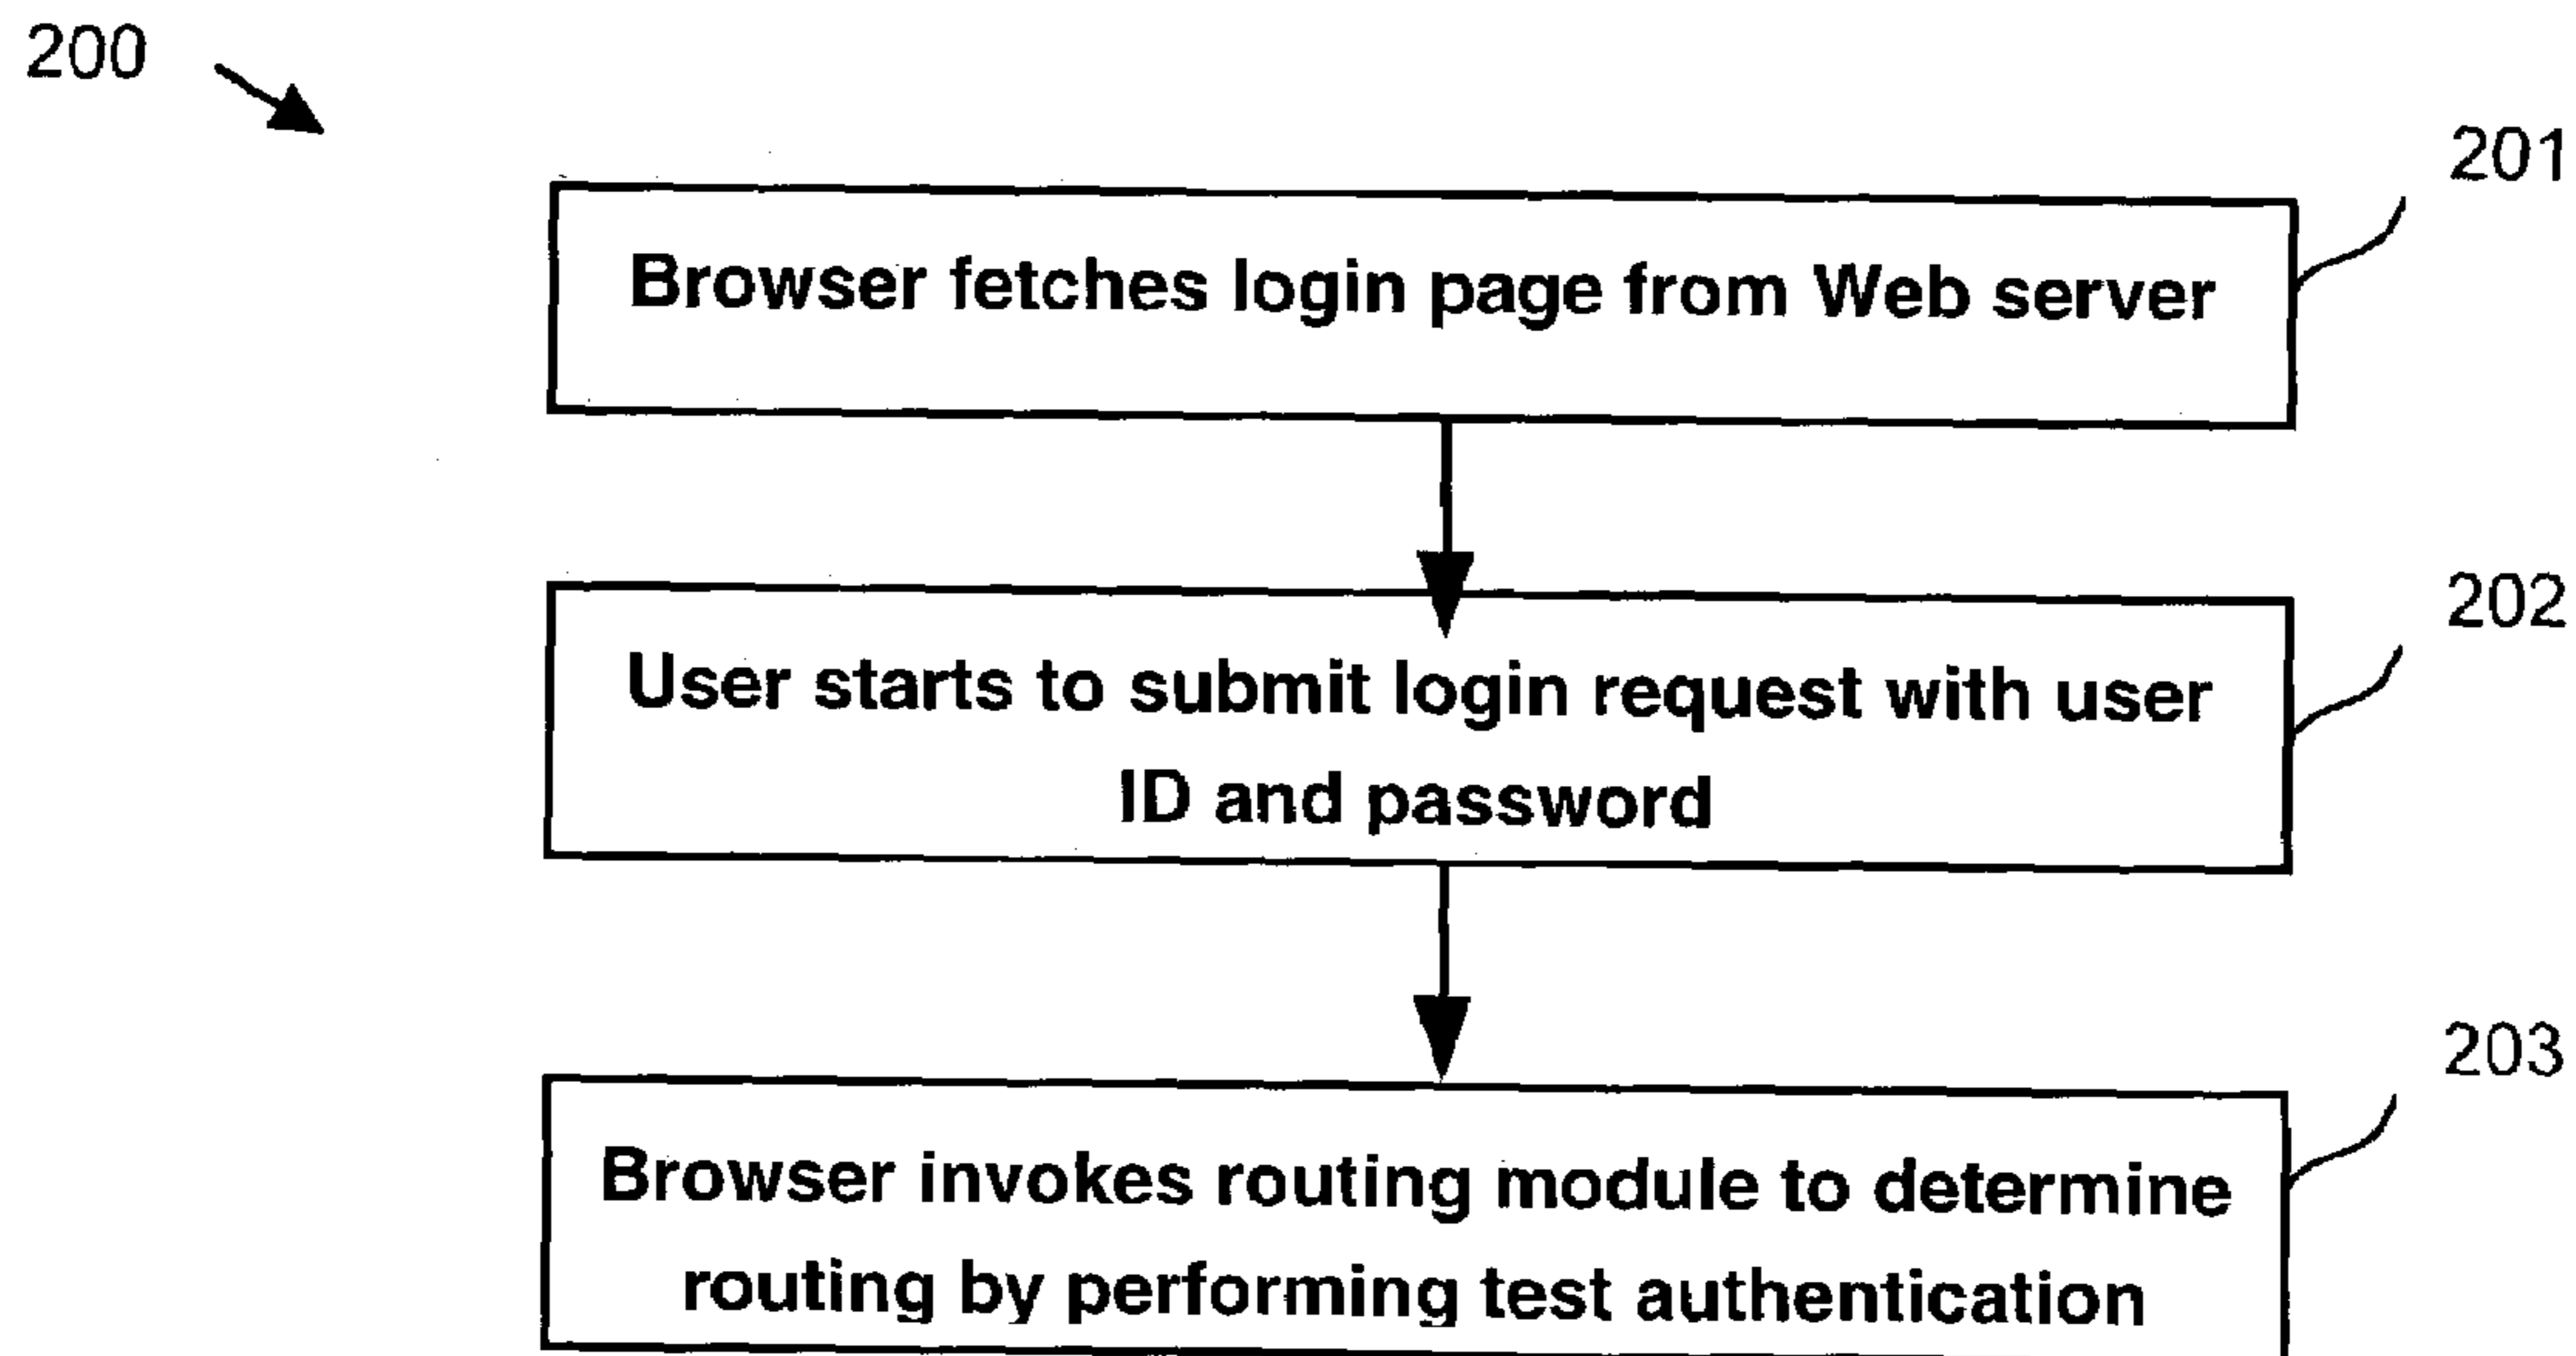 200
201
Browser fetches login page from Web server
202
User starts to submit login request with user
ID and password
203
Browser invokes routing module to determine
routing by performing test authentication